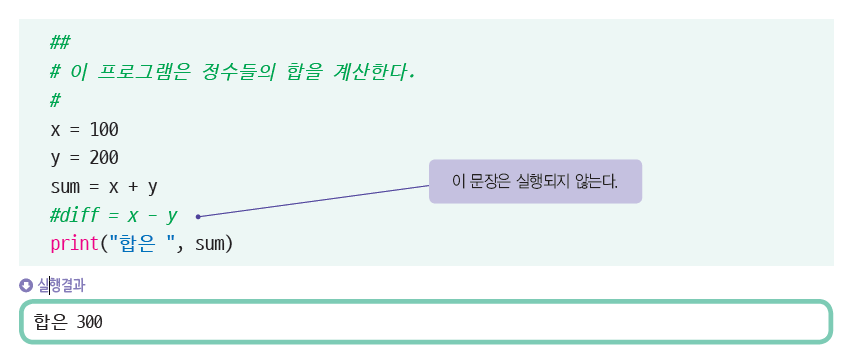 ##
# 이 프로그램은 정수들의 합을 계산한다.
#
x = 100
y = 200
이 문장은 실행되지 않는다.
sum = x + y
#diff = x - y
print("합은 ", sum)
실행결과
합은 300